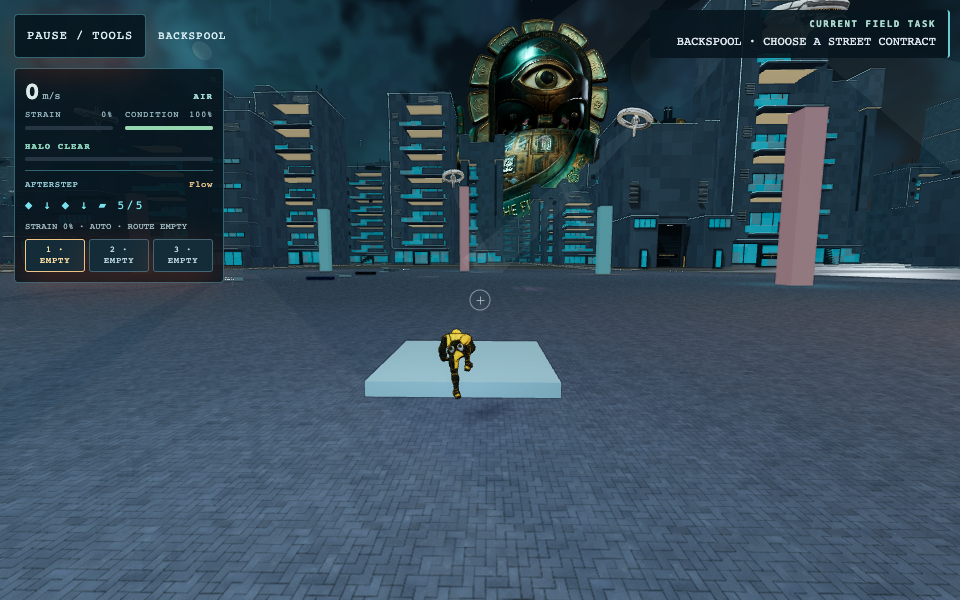 PAUSE / TOOLS
BACKSPOOL
CURRENT FIELD TASK
BACKSPOOL · CHOOSE A STREET CONTRACT
0 m/s
AIR
STRAIN 0%
CONDITION 100%
HALO CLEAR
AFTERSTEP
Flow
5/5
STRAIN 0% · AUTO · ROUTE EMPTY
1 · EMPTY
2 · EMPTY
3 · EMPTY